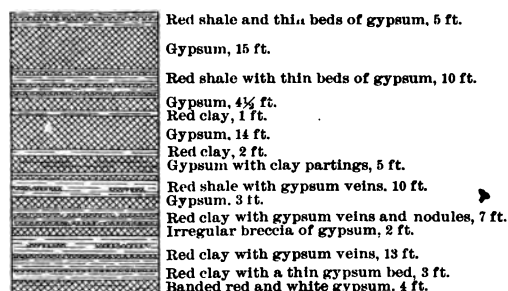 Red shale and thin beds of gypsum, 5 ft.
Gypsum, 15 ft.
Red shale with thin beds of gypsum, 10 ft.
Gypsum, 4½ ft.
Red clay, 1 ft.
Gypsum, 14 ft.
Red clay, 2 ft.
Gypsum with clay partings, 5 ft.
Red shale with gypsum veins. 10 ft.
Gypsum. 3 ft.
Red clay with gypsum veins and nodules, 7 ft.
Irregular breccia of gypsum, 2 ft.
Red clay with gypsum veins, 13 ft.
Red clay with a thin gypsum bed, 3 ft.
Banded red and white gypsum, 4 ft.